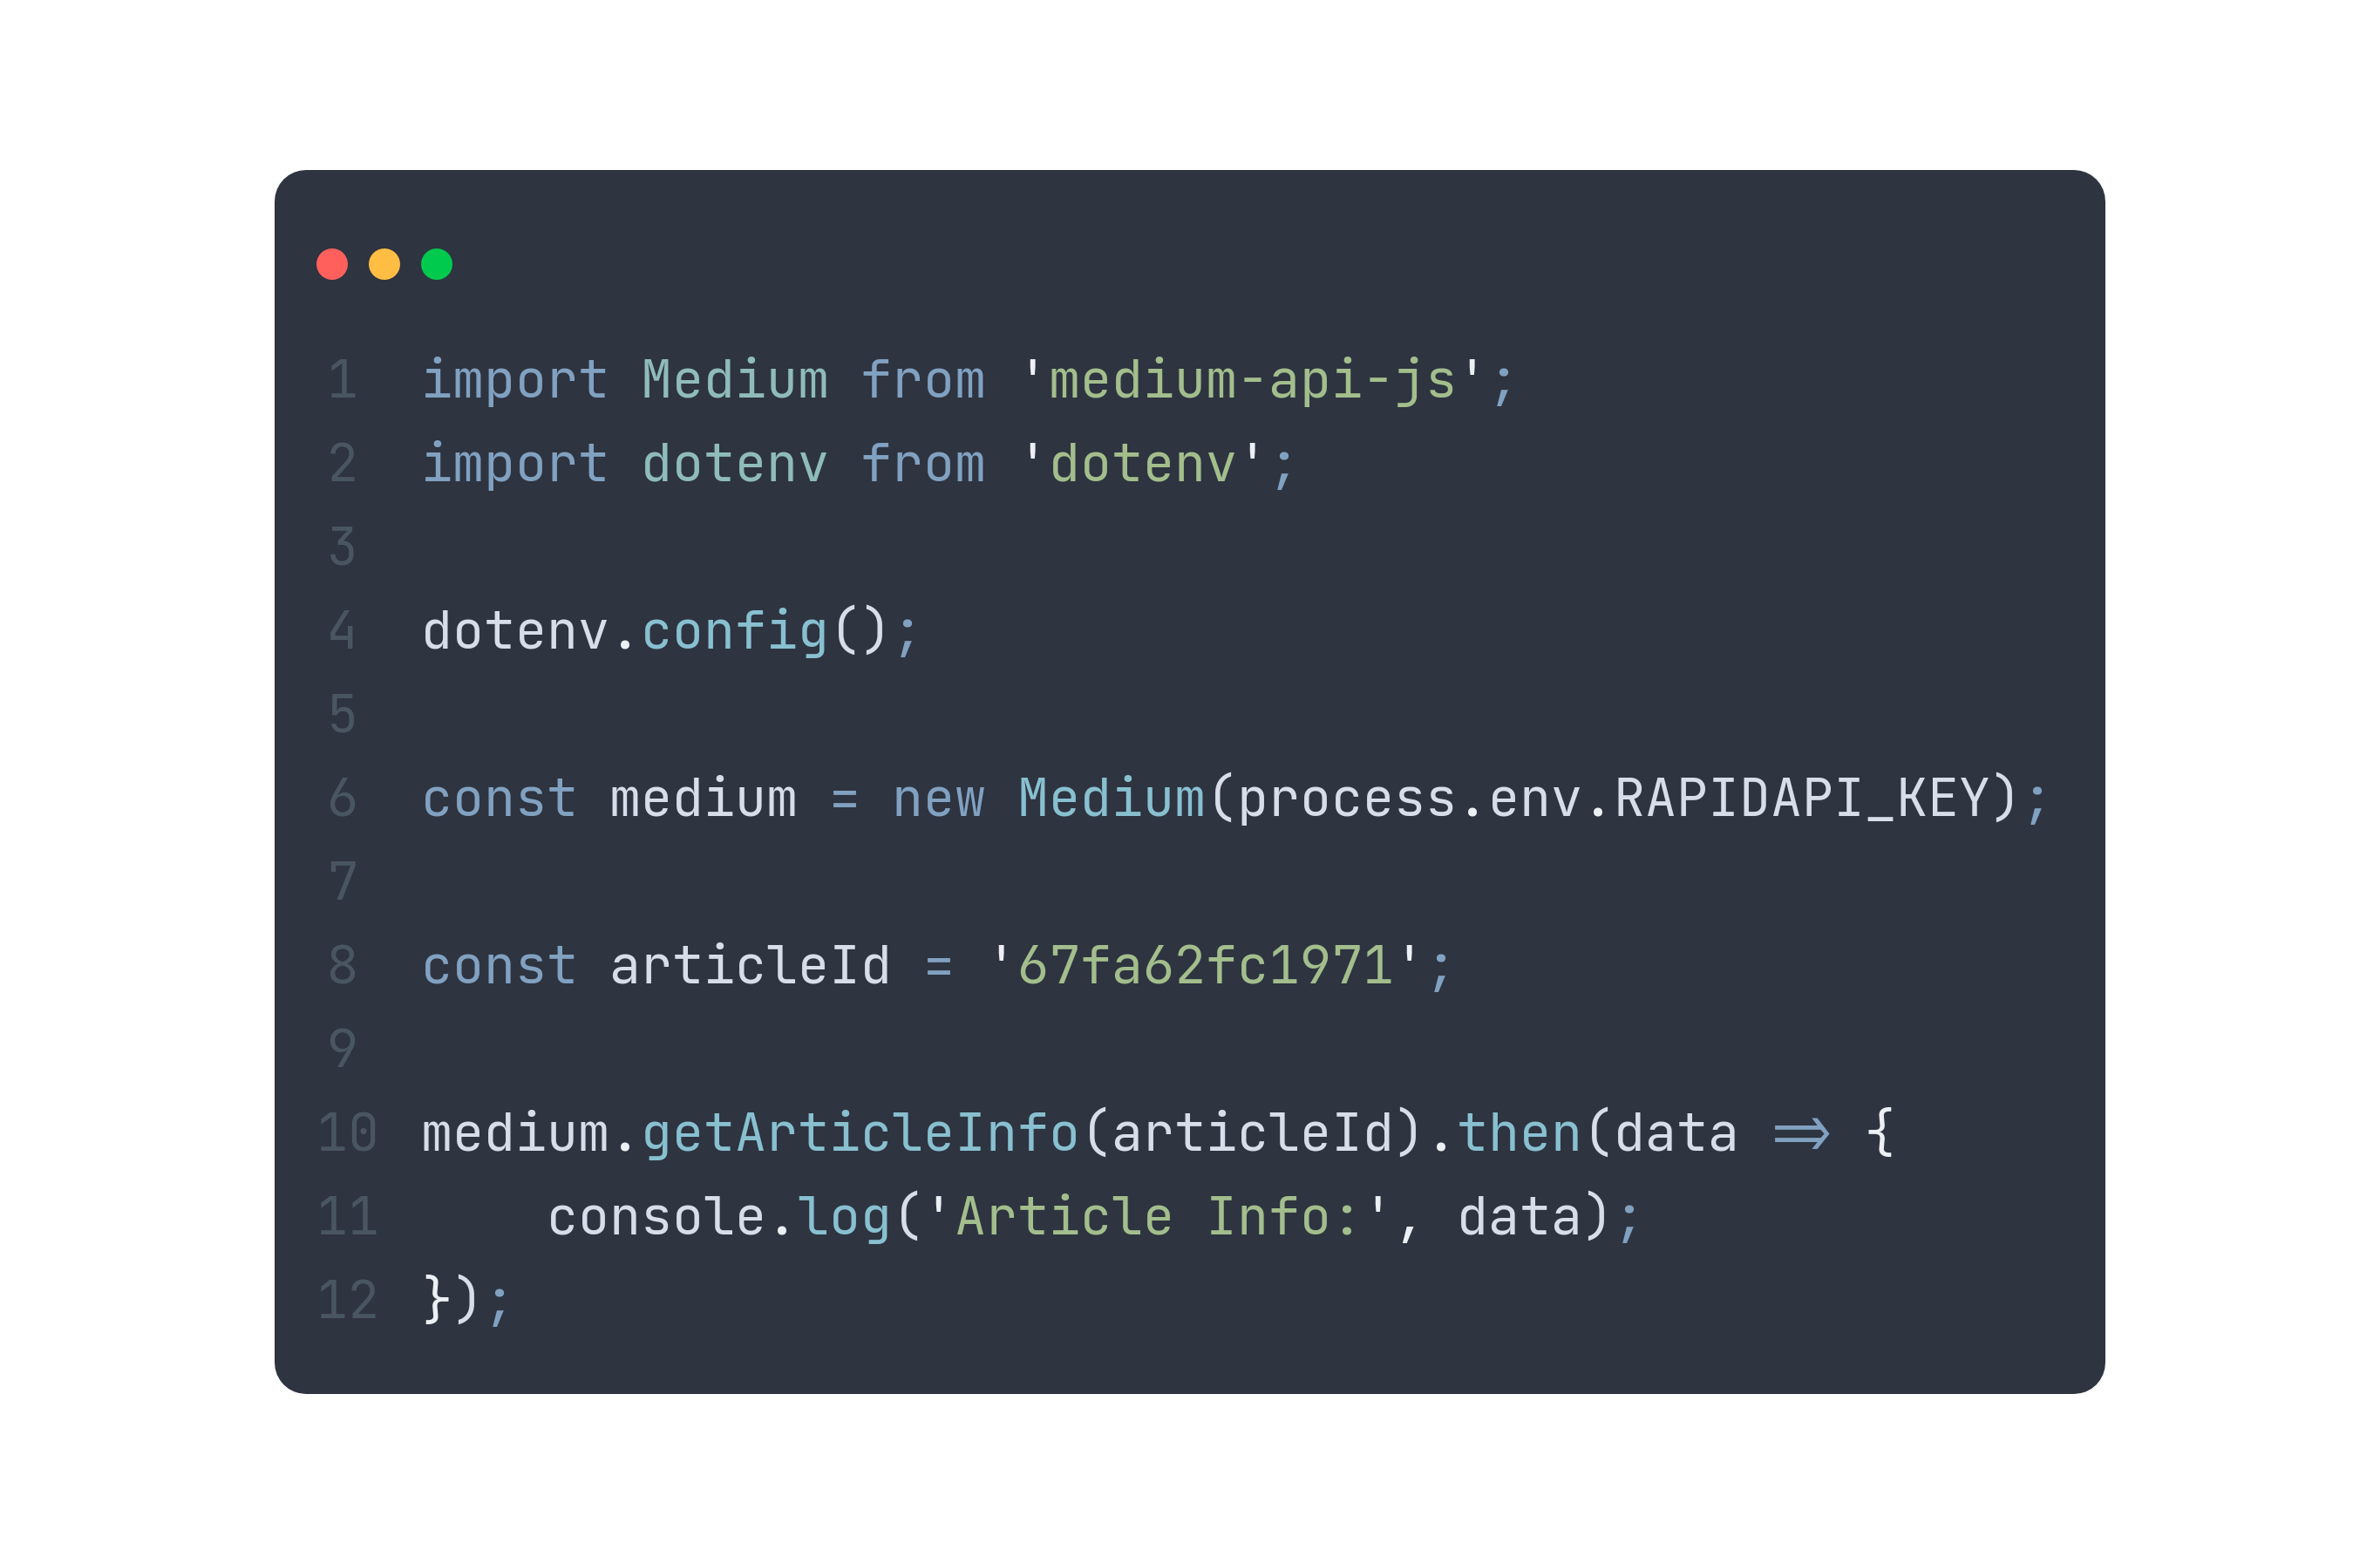 1 import Medium from 'medium-api-js';
2 import dotenv from 'dotenv';
3
4 dotenv.config();
5
6 const medium = new Medium(process.env.RAPIDAPI_KEY);
7
8 const articleId = '67fa62fc1971';
9
10 medium.getArticleInfo(articleId).then(data => {
11     console.log('Article Info:', data);
12 });